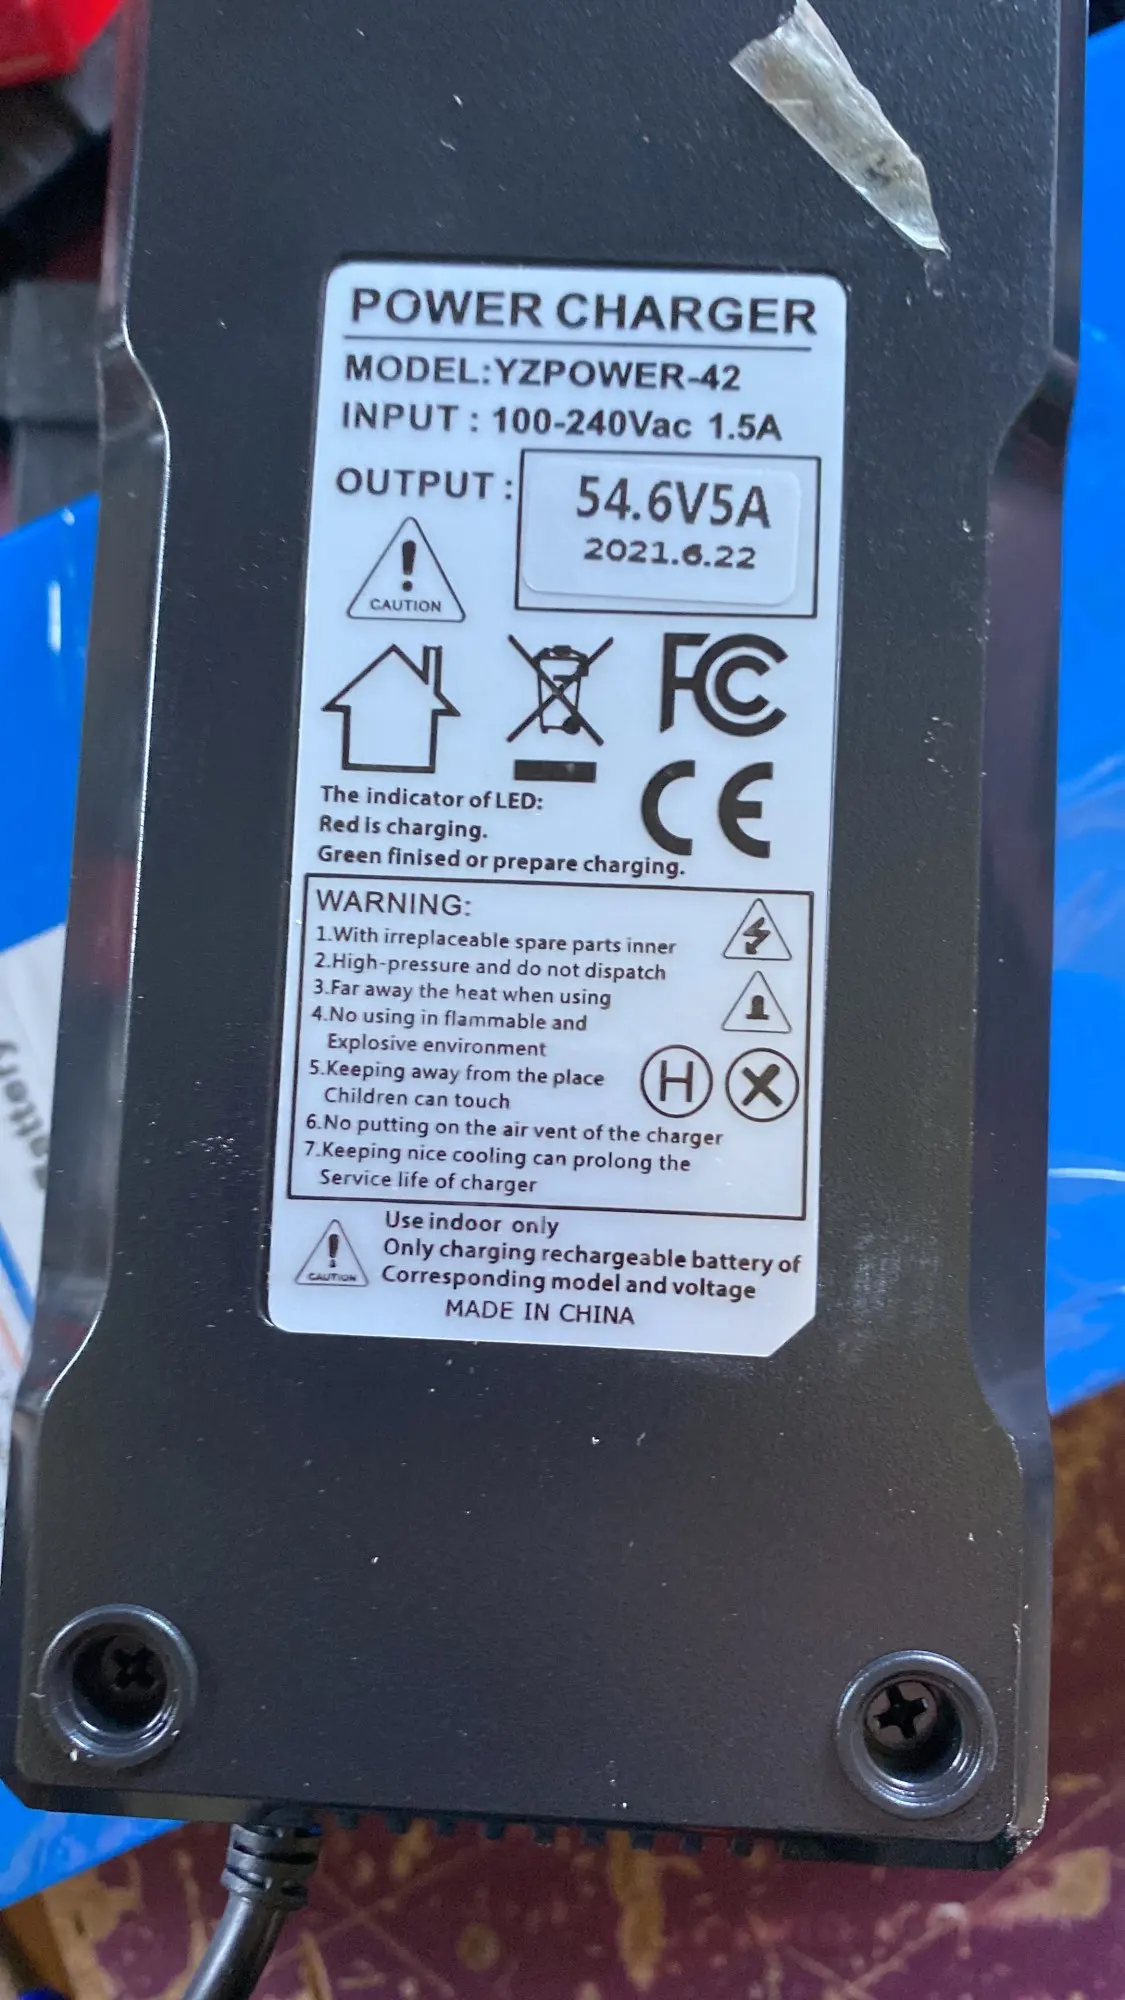 POWER CHARGER
MODEL:YZPOWER-42
INPUT : 100-240Vac 1.5A
OUTPUT :
54.6V5A
2021.6.22
CAUTION
FC
CE
The indicator of LED:
Red is charging.
Green finised or prepare charging.
WARNING:
1.With irreplaceable spare parts inner
2.High-pressure and do not dispatch
3.Far away the heat when using
4.No using in flammable and
Explosive environment
5.Keeping away from the place
Children can touch
H
6.No putting on the air vent of the charger
7.Keeping nice cooling can prolong the
Service life of charger
CAUTION
Use indoor only
Only charging rechargeable battery of
Corresponding model and voltage
MADE IN CHINA